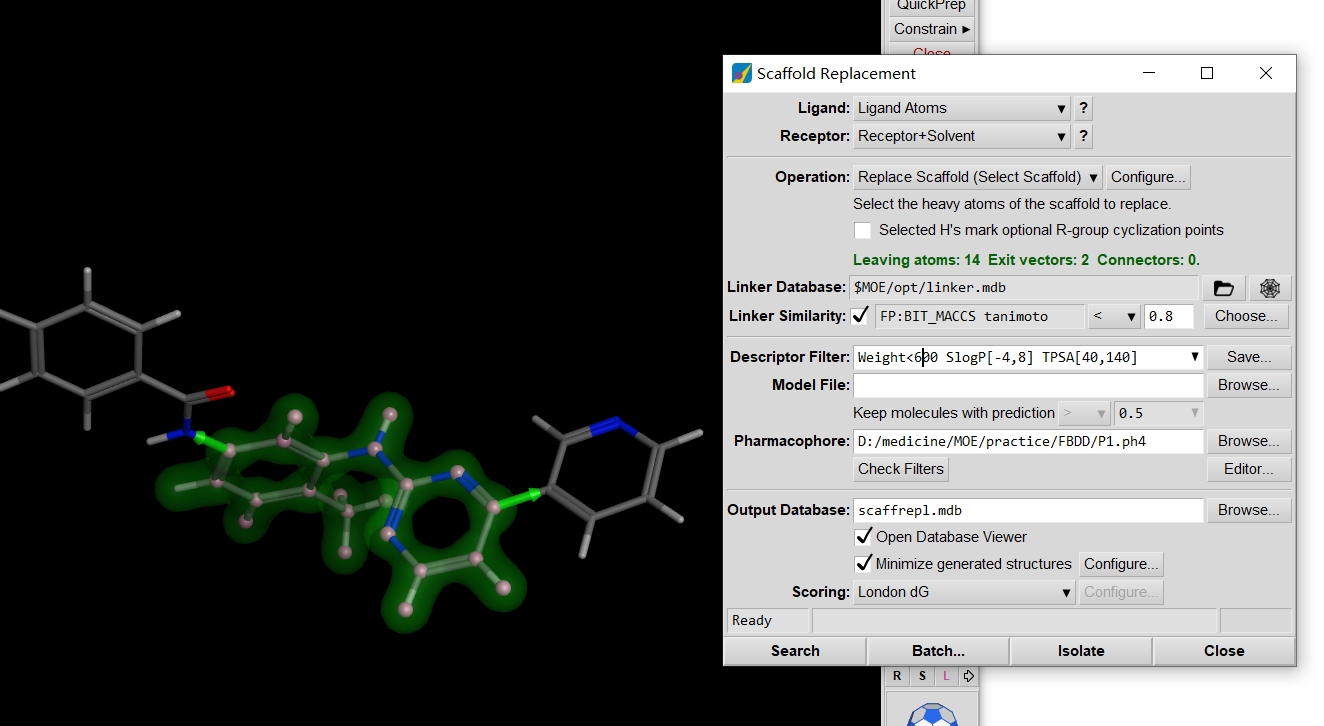 QuickPrep
Constrain ▶
Close
Scaffold Replacement
Ligand: Ligand Atoms ▼ ?
Receptor: Receptor+Solvent ▼ ?
Operation: Replace Scaffold (Select Scaffold) ▼ Configure...
Select the heavy atoms of the scaffold to replace.
Selected H's mark optional R-group cyclization points
Leaving atoms: 14 Exit vectors: 2 Connectors: 0.
Linker Database: $MOE/opt/linker.mdb
Linker Similarity: FP:BIT_MACCS tanimoto < ▼ 0.8 Choose...
Descriptor Filter: Weight<600 SlogP[-4,8] TPSA[40,140] ▼ Save...
Model File: Browse...
Keep molecules with prediction > ▼ 0.5 ▼
Pharmacophore: D:/medicine/MOE/practice/FBDD/P1.ph4 Browse...
Check Filters Editor...
Output Database: scaffrepl.mdb Browse...
Open Database Viewer
Minimize generated structures Configure...
Scoring: London dG ▼ Configure...
Ready
Search Batch... Isolate Close
R S L